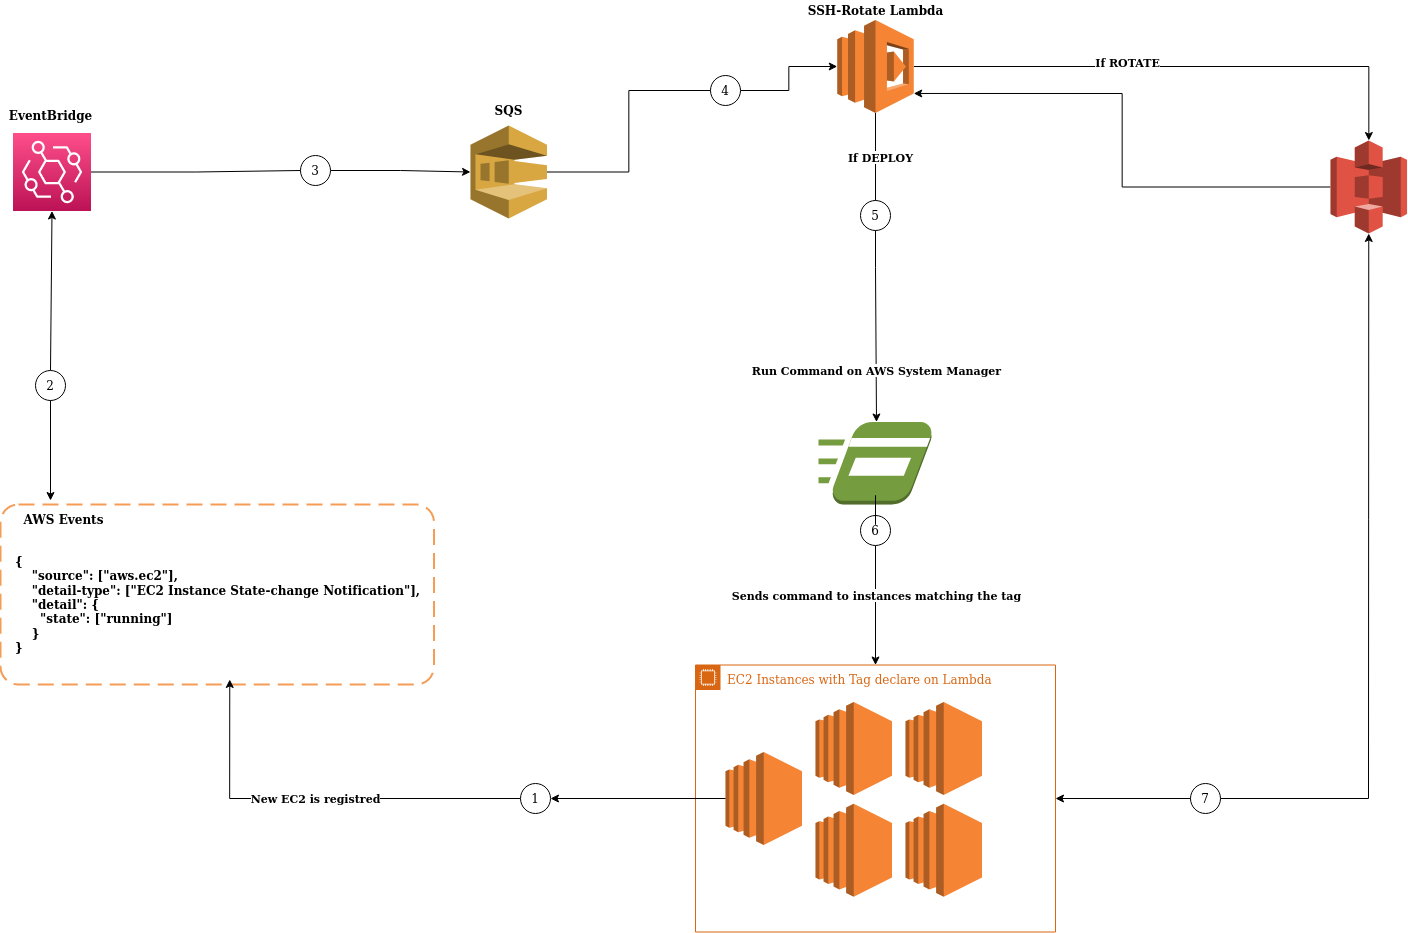 SSH-Rotate Lambda
If ROTATE
4
SQS
EventBridge
If DEPLOY
3
5
Run Command on AWS System Manager
2
AWS Events
{
"source": ["aws.ec2"],
"detail-type": ["EC2 Instance State-change Notification"],
"detail": {
"state": ["running"]
}
}
6
Sends command to instances matching the tag
EC2 Instances with Tag declare on Lambda
New EC2 is registred
1
7